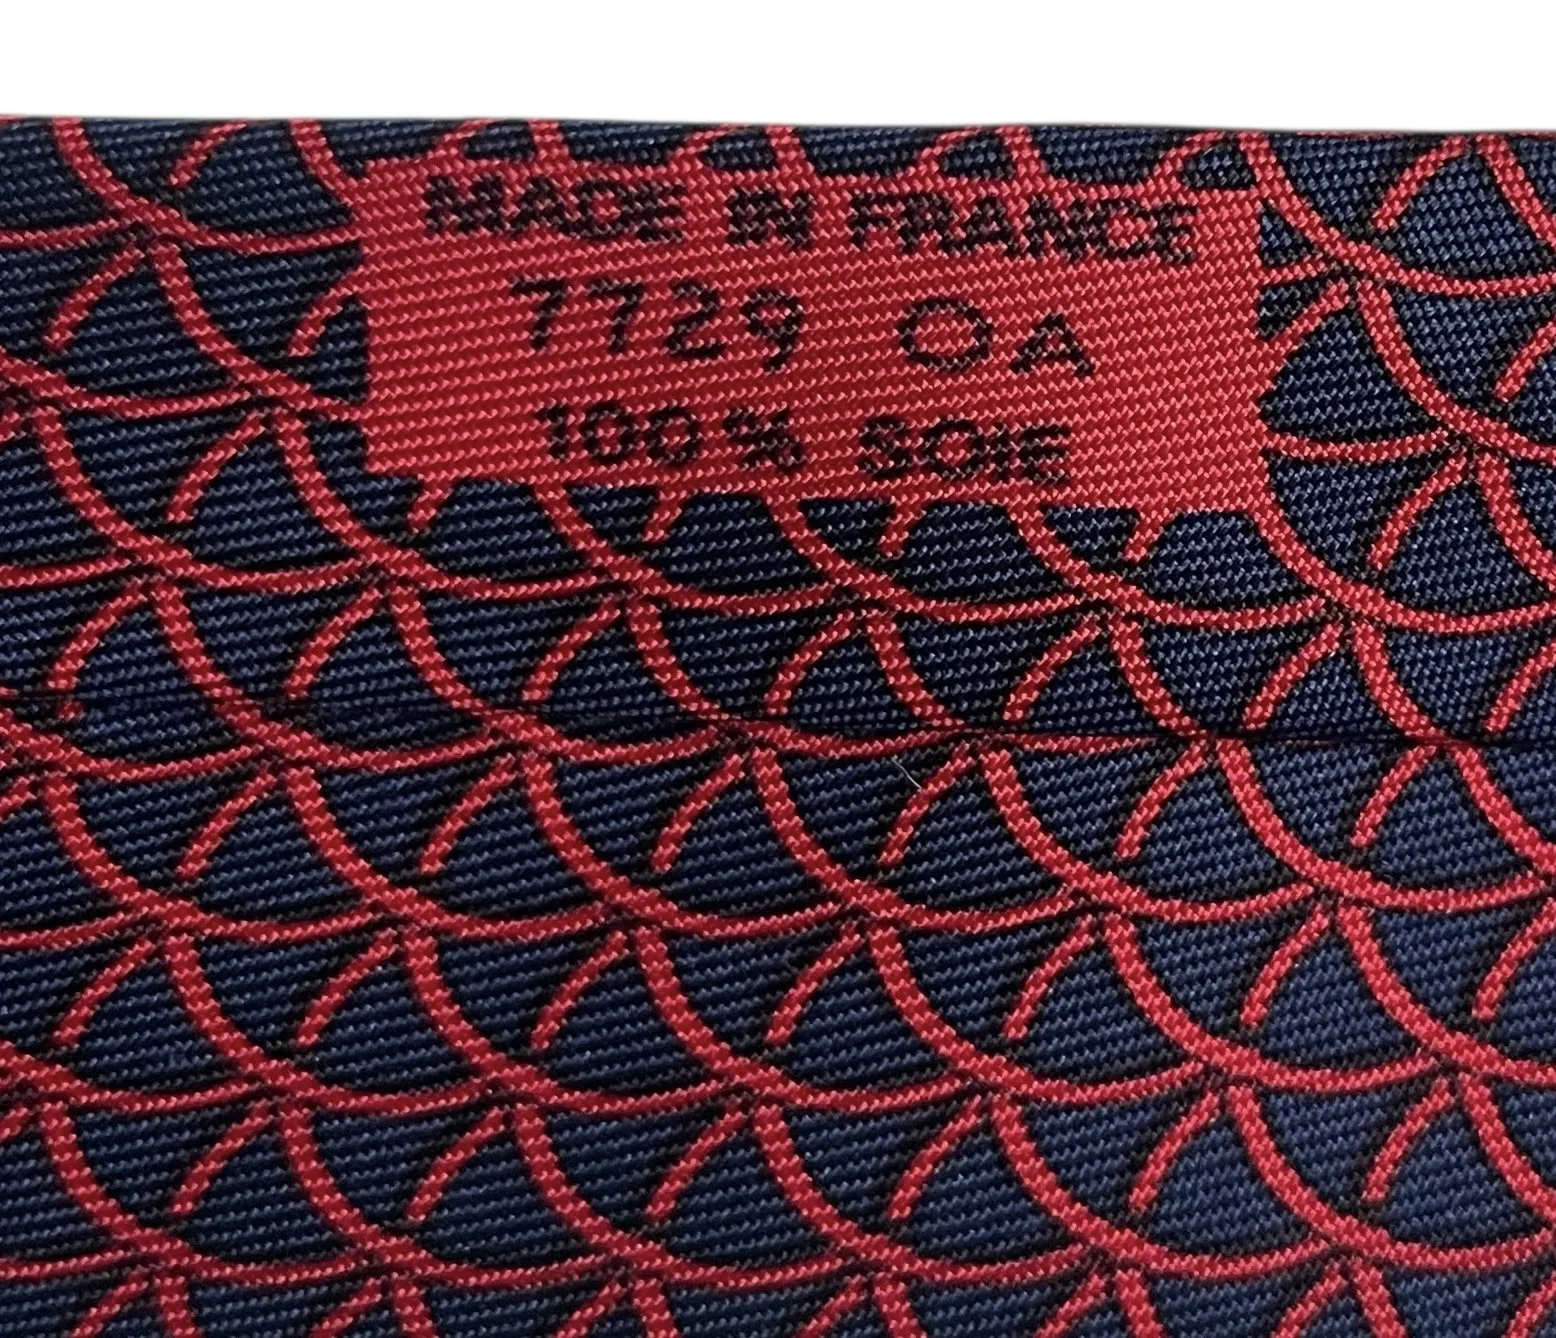 MADE IN FRANCE
7729 OA
100% SOIE